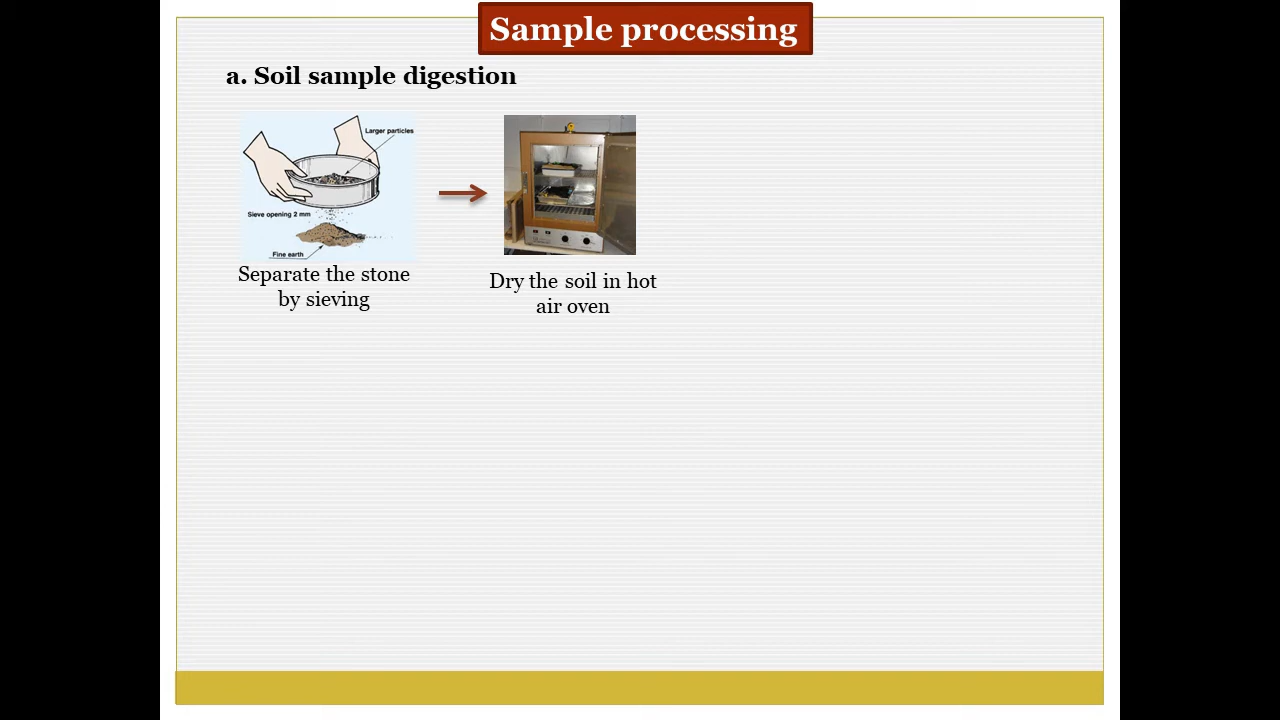 Sample processing
a. Soil sample digestion
Larger particles
Sieve opening 2 mm
Fine earth
Separate the stone
by sieving
Dry the soil in hot
air oven